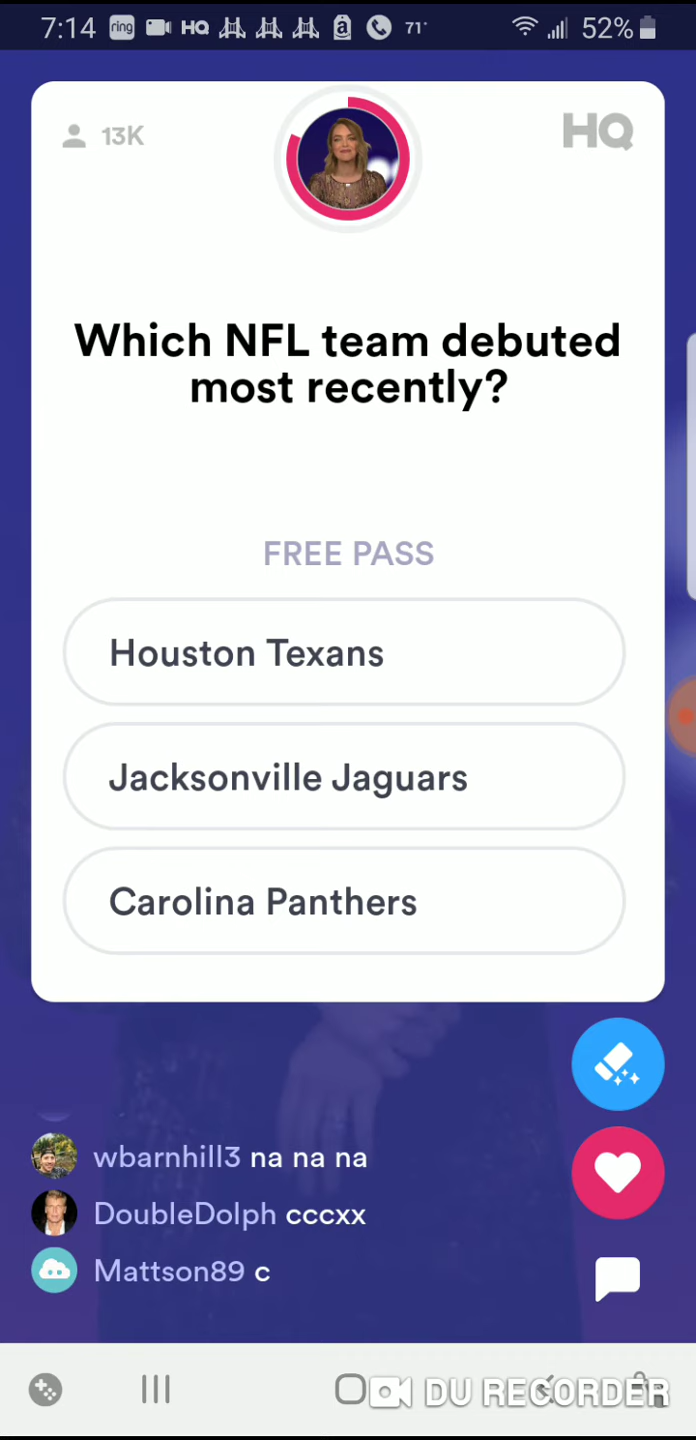 7:14 ring HQ a 71° 52%
13K
HQ
Which NFL team debuted
most recently?
FREE PASS
Houston Texans
Jacksonville Jaguars
Carolina Panthers
wbarnhill3 na na na
DoubleDolph cccxx
Mattson89 c
DU RECORDER